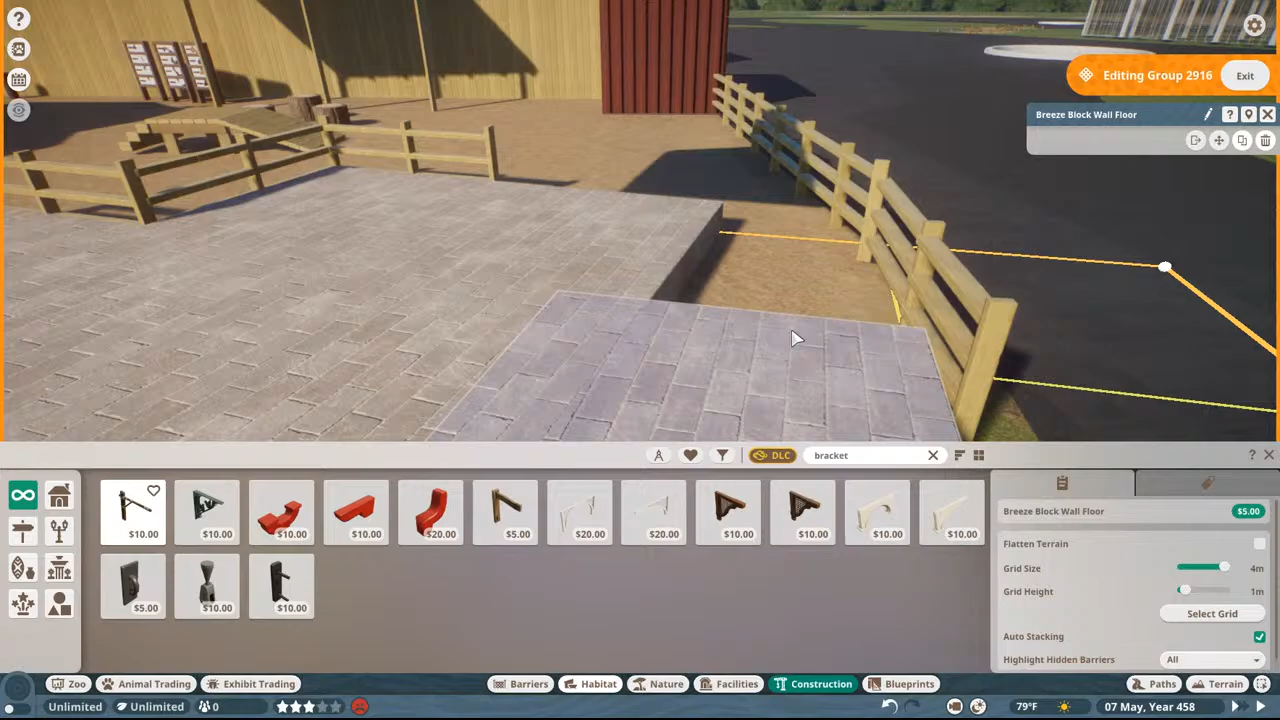 ?
Editing Group 2916 Exit
Breeze Block Wall Floor ?
DLC bracket ?
$10.00 $10.00 $10.00 $10.00 $20.00 $5.00 $20.00 $20.00 $10.00 $10.00 $10.00 $10.00
$5.00 $10.00 $10.00
Breeze Block Wall Floor $5.00
Flatten Terrain
Grid Size 4m
Grid Height 1m
Select Grid
Auto Stacking
Highlight Hidden Barriers All
Zoo Animal Trading Exhibit Trading Barriers Habitat Nature Facilities Construction Blueprints Paths Terrain
Unlimited Unlimited 0 79°F 07 May, Year 458